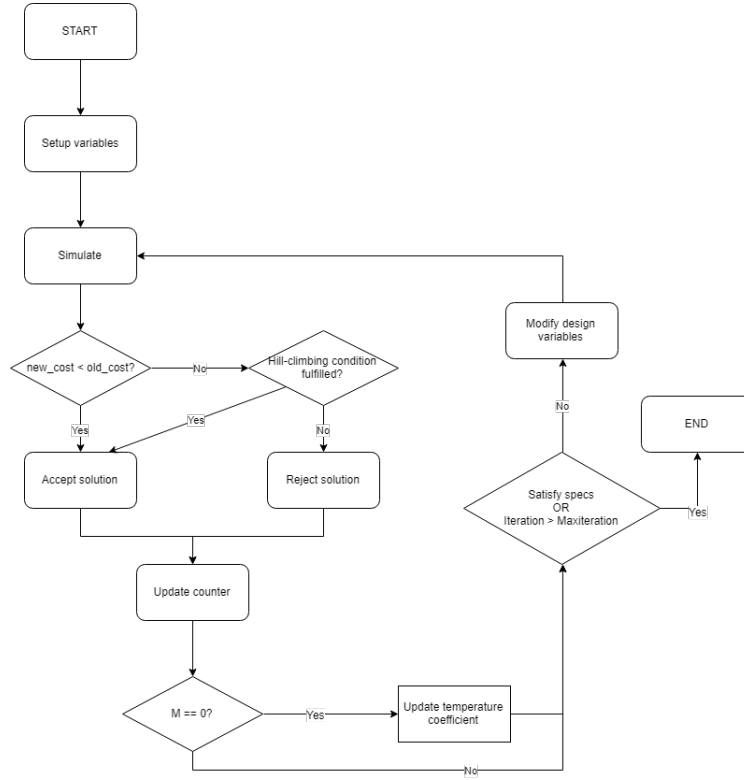 START
Setup variables
Simulate
new_cost < old_cost?
No
Hill-climbing condition
fulfilled?
Yes
Yes
No
Accept solution
Reject solution
Update counter
M == 0?
Yes
Update temperature
coefficient
No
Satisfy specs
OR
Iteration > Maxiteration
No
Modify design
variables
Yes
END